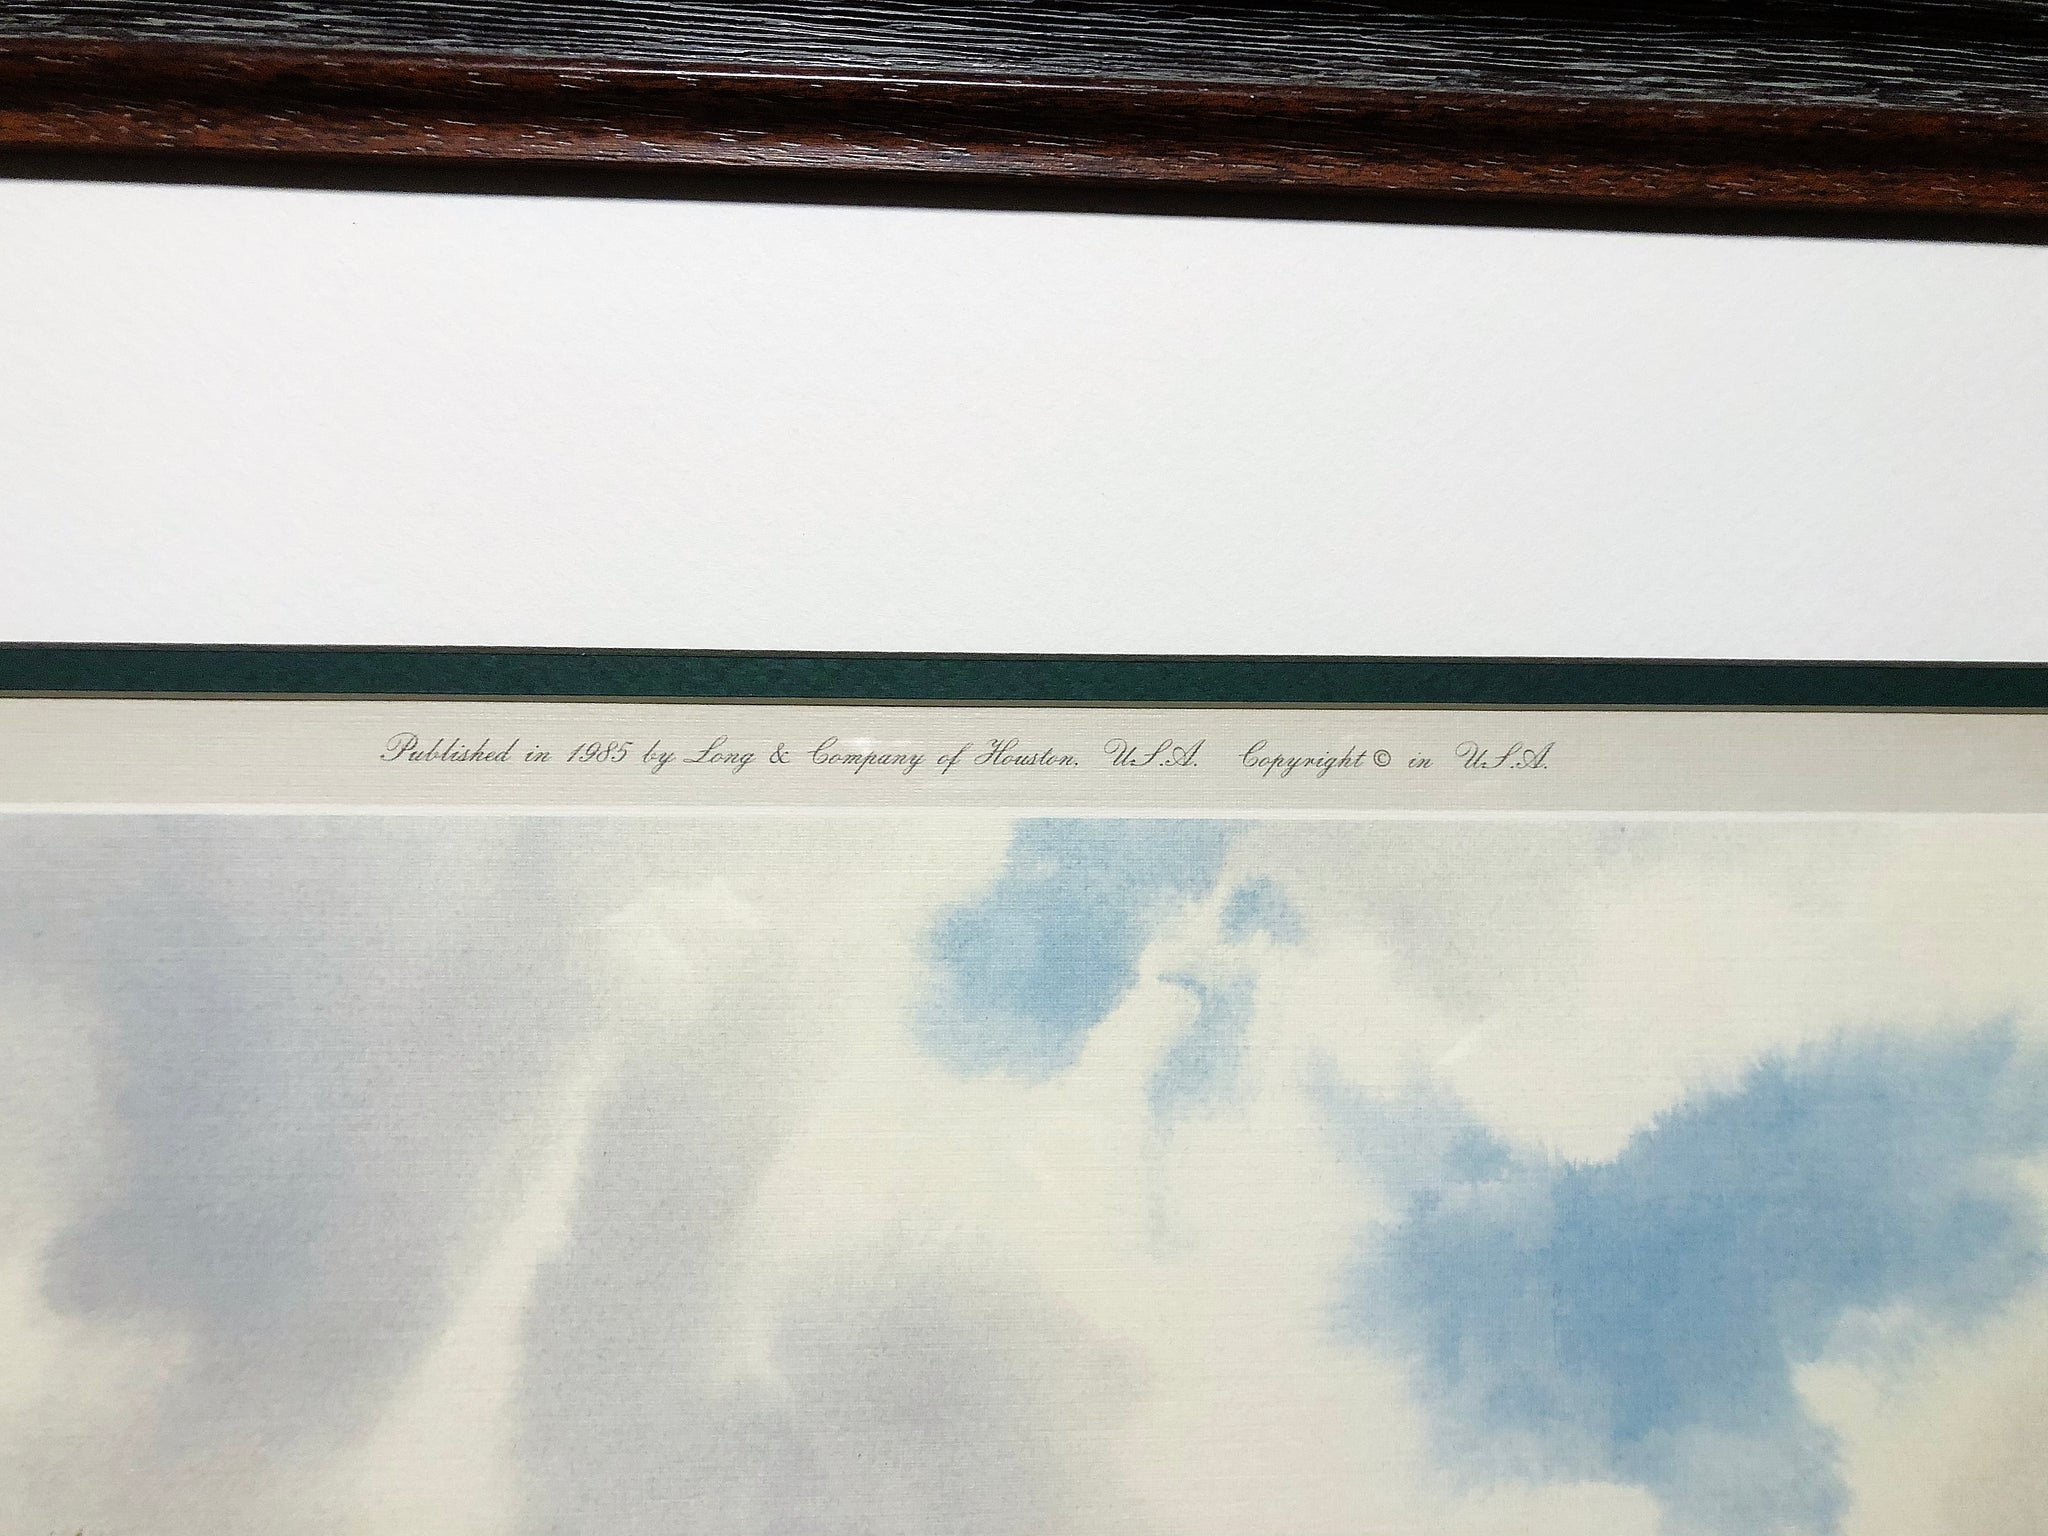 Published in 1985 by Long & Company of Houston. U.S.A. Copyright © in U.S.A.